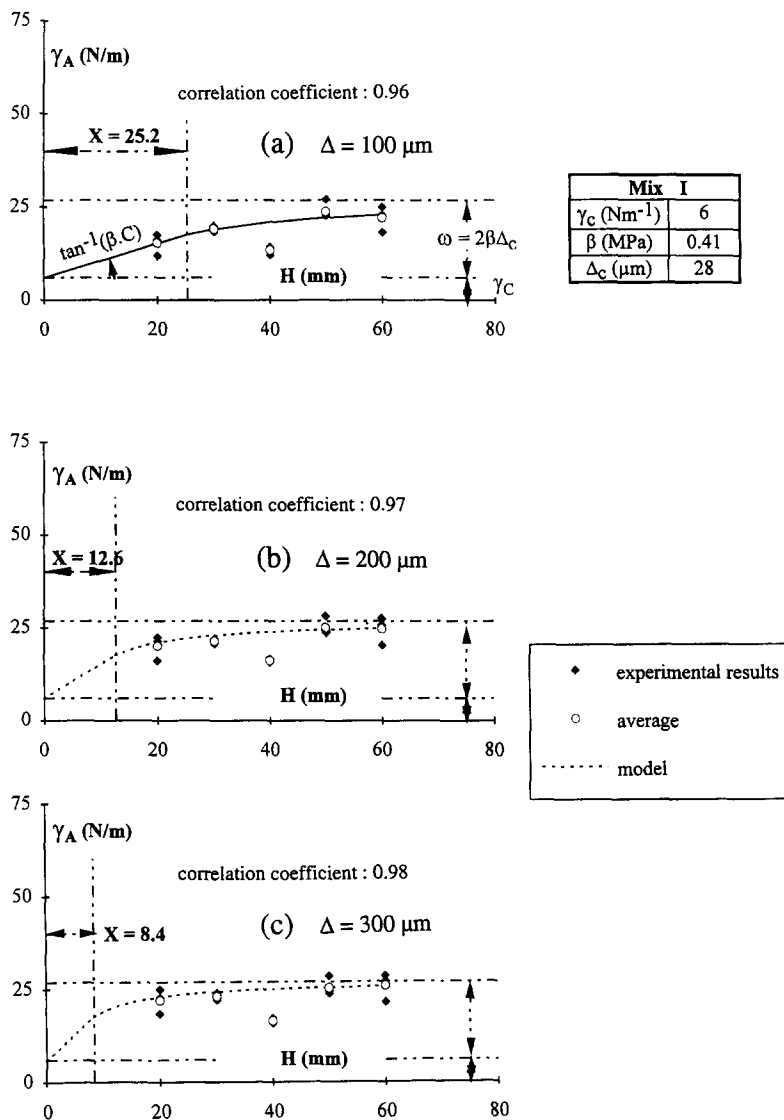 γA (N/m)
75
correlation coefficient : 0.96
X = 25.2
50
(a) Δ = 100 μm
25
tan-1(β.C)
ω = 2βΔc
H (mm)
γC
0
0 20 40 60 80
Mix I
γC (Nm-1) 6
β (MPa) 0.41
ΔC (μm) 28
75
γA (N/m)
correlation coefficient : 0.97
50
X = 12.6
(b) Δ = 200 μm
25
H (mm)
0
0 20 40 60 80
experimental results
average
model
75
γA (N/m)
correlation coefficient : 0.98
50
X = 8.4
(c) Δ = 300 μm
25
H (mm)
0
0 20 40 60 80